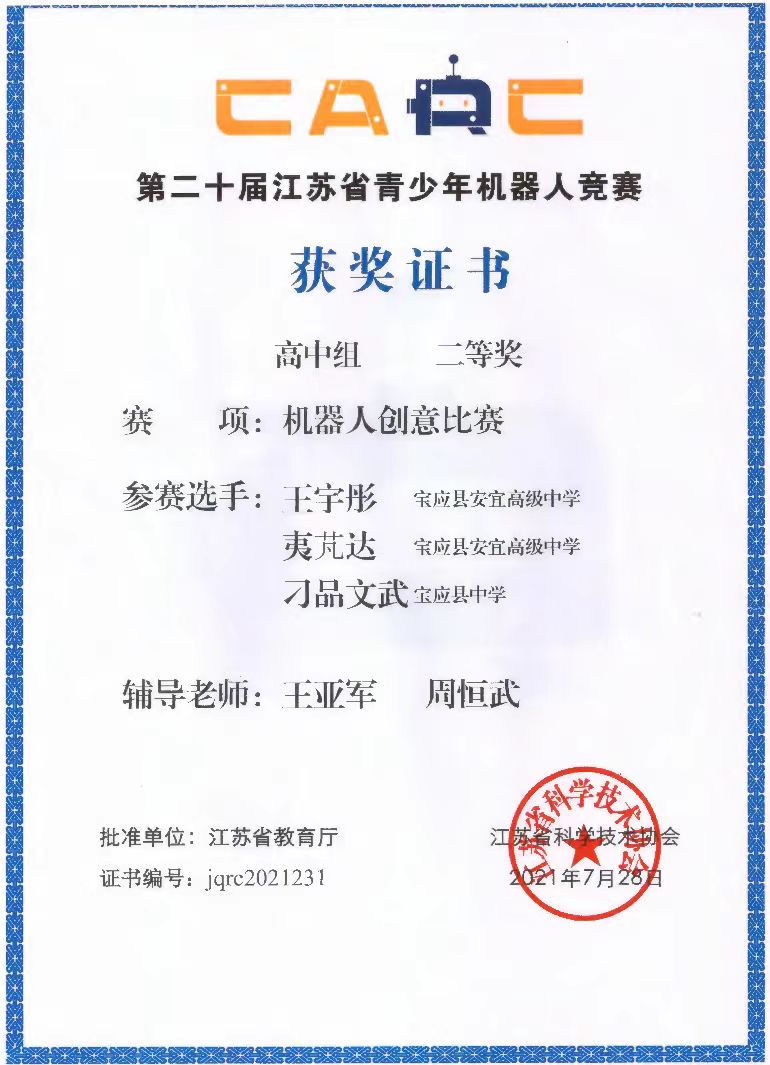 CARC
第二十届江苏省青少年机器人竞赛
获奖证书
高中组 二等奖
赛 项：机器人创意比赛
参赛选手：王宇彤 宝应县安宜高级中学
夷芃达 宝应县安宜高级中学
刁品文武 宝应县中学
辅导老师：王亚军 周恒武
批准单位：江苏省教育厅 江苏省科学技术协会
证书编号：jqrc2021231 2021年7月28日
江苏省科学技术协会